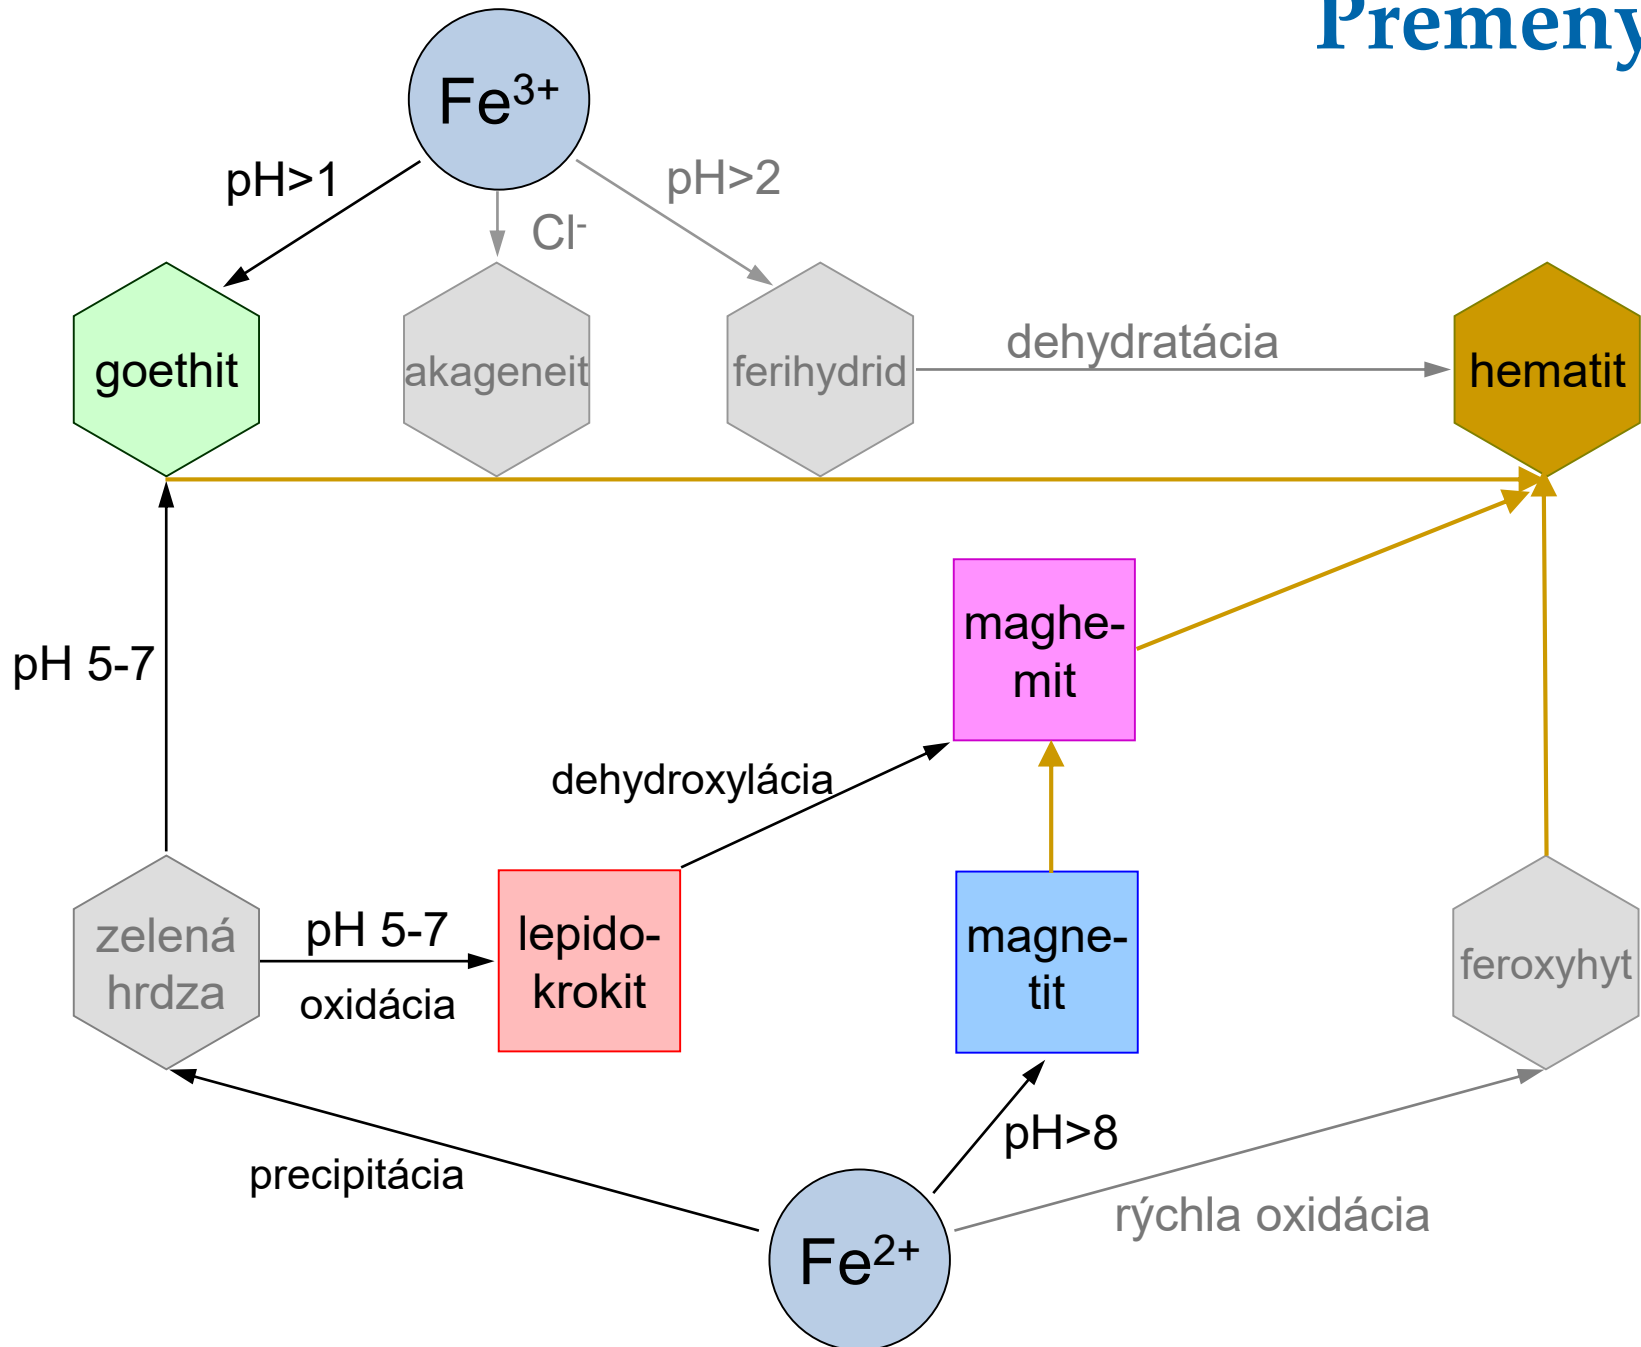 Premeny
Fe³⁺
pH>1
pH>2
Cl⁻
goethit
akageneit
ferihydrid
dehydratácia
hematit
maghe-
mit
pH 5-7
dehydroxylácia
zelená
hrdza
pH 5-7
oxidácia
lepido-
krokit
magne-
tit
feroxyhyt
pH>8
precipitácia
rýchla oxidácia
Fe²⁺